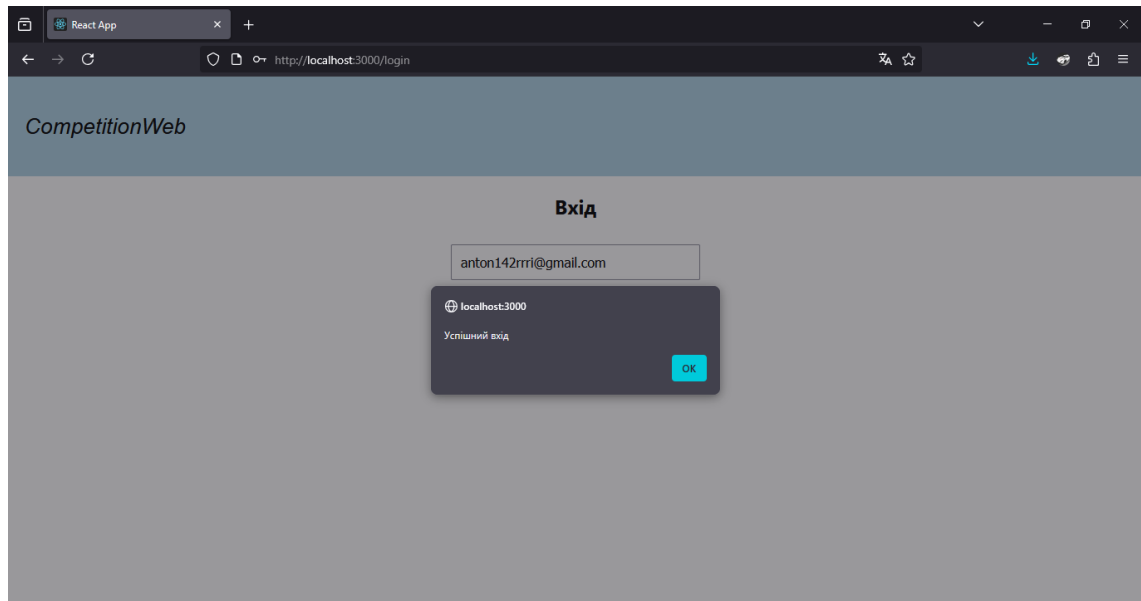 React App
http://localhost:3000/login
CompetitionWeb
Вхід
anton142rrri@gmail.com
localhost:3000
Успішний вхід
OK